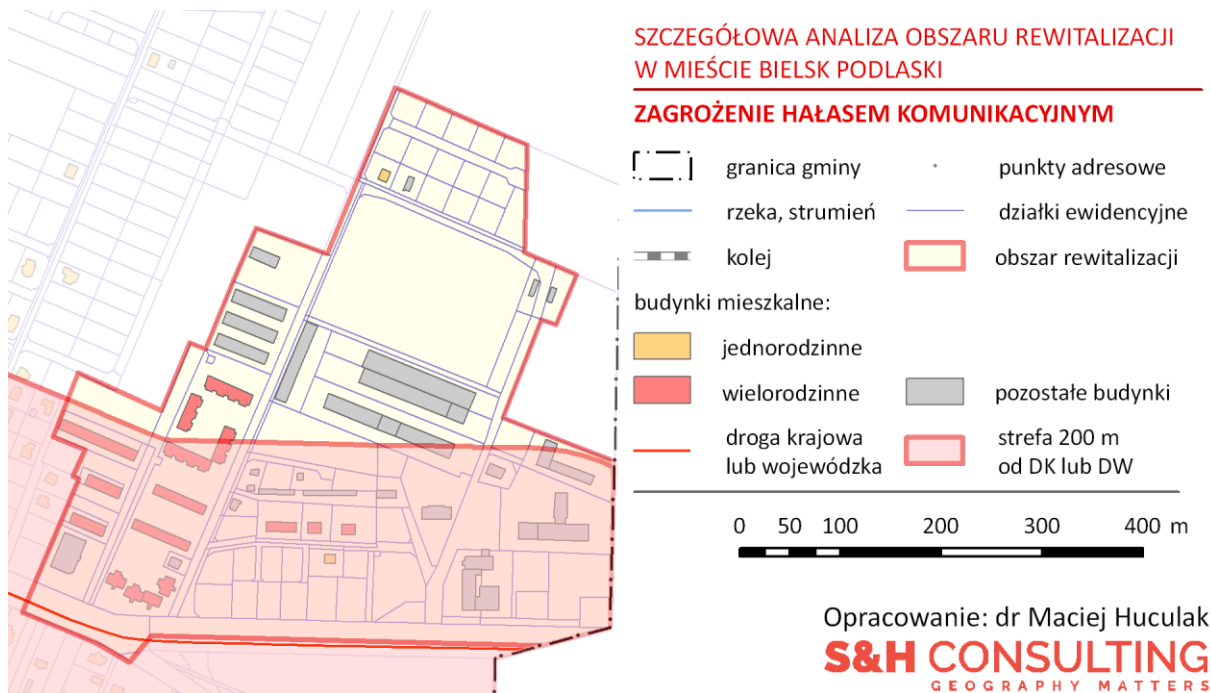 SZCZEGÓŁOWA ANALIZA OBSZARU REWITALIZACJI
W MIEŚCIE BIELSK PODLASKI
ZAGROŻENIE HAŁASEM KOMUNIKACYJNYM
granica gminy
punkty adresowe
rzeka, strumień
działki ewidencyjne
kolej
obszar rewitalizacji
budynki mieszkalne:
jednorodzinne
wielorodzinne
pozostałe budynki
droga krajowa
lub wojewódzka
strefa 200 m
od DK lub DW
0 50 100 200 300 400 m
Opracowanie: dr Maciej Huculak
S&H CONSULTING
GEOGRAPHY MATTERS